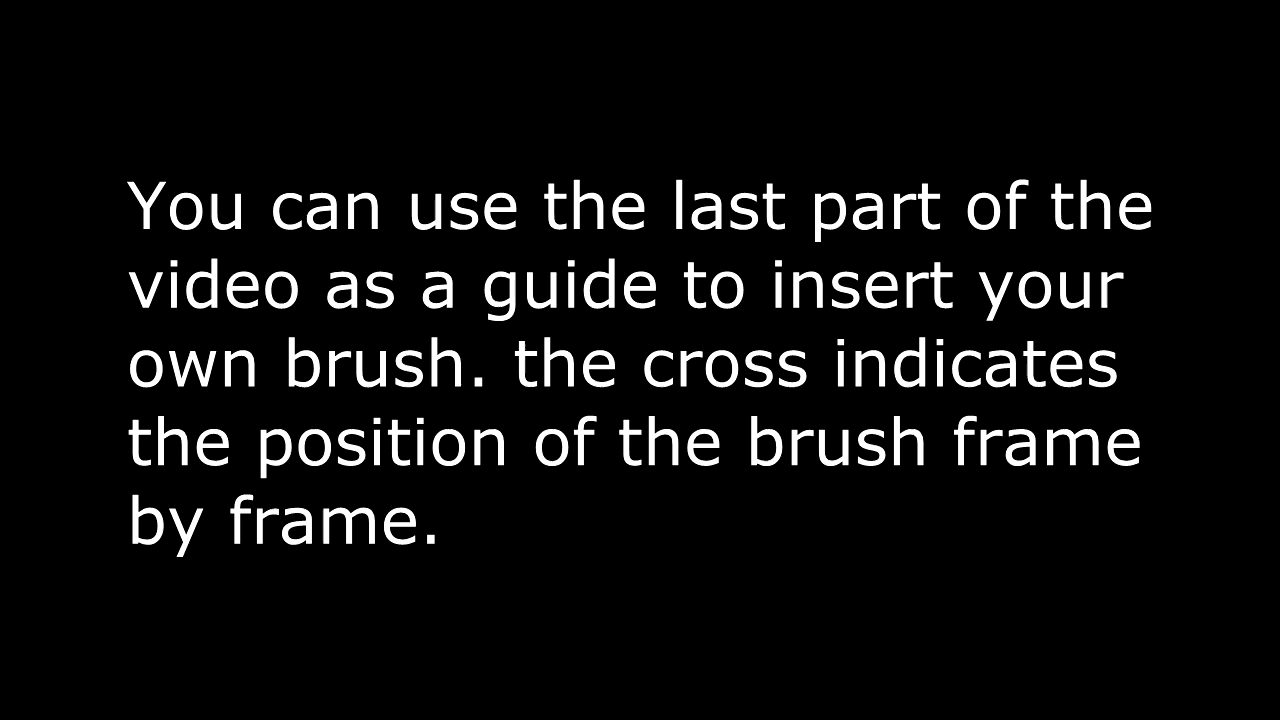 You can use the last part of the
video as a guide to insert your
own brush. the cross indicates
the position of the brush frame
by frame.